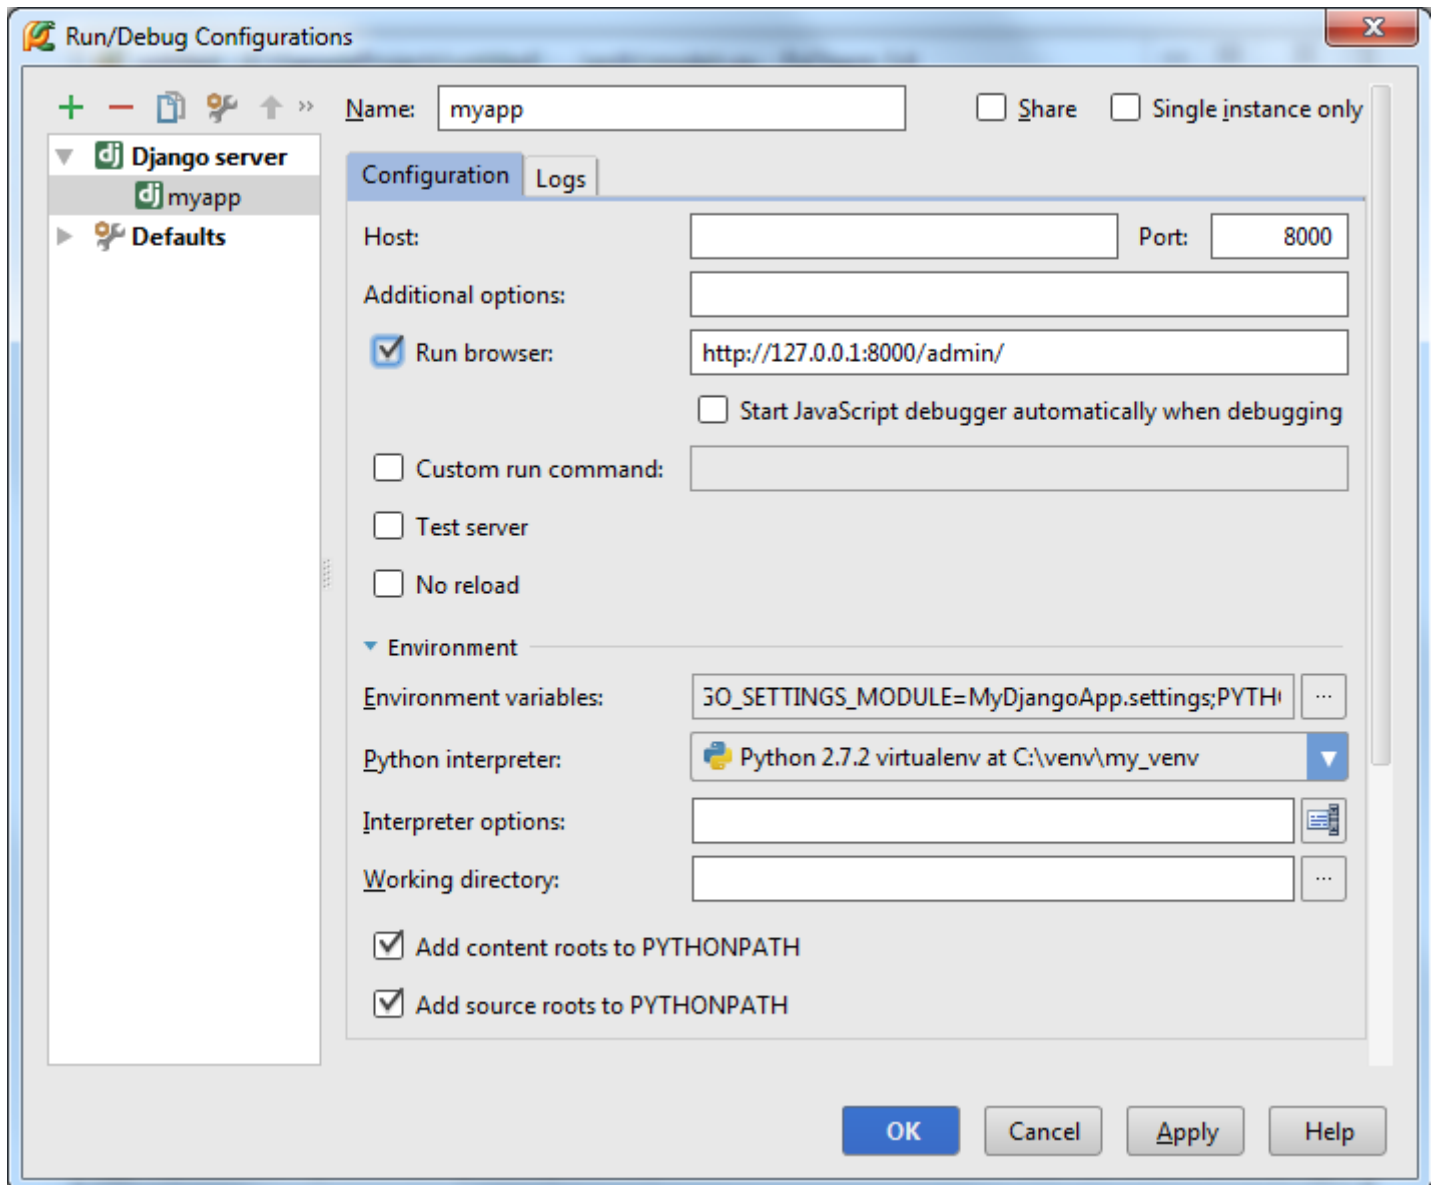 Run/Debug Configurations
Name: myapp Share Single instance only
Django server
myapp
Defaults
Configuration Logs
Host: Port: 8000
Additional options:
Run browser: http://127.0.0.1:8000/admin/
Start JavaScript debugger automatically when debugging
Custom run command:
Test server
No reload
Environment
Environment variables: GO_SETTINGS_MODULE=MyDjangoApp.settings;PYTH
Python interpreter: Python 2.7.2 virtualenv at C:\venv\my_venv
Interpreter options:
Working directory:
Add content roots to PYTHONPATH
Add source roots to PYTHONPATH
OK Cancel Apply Help